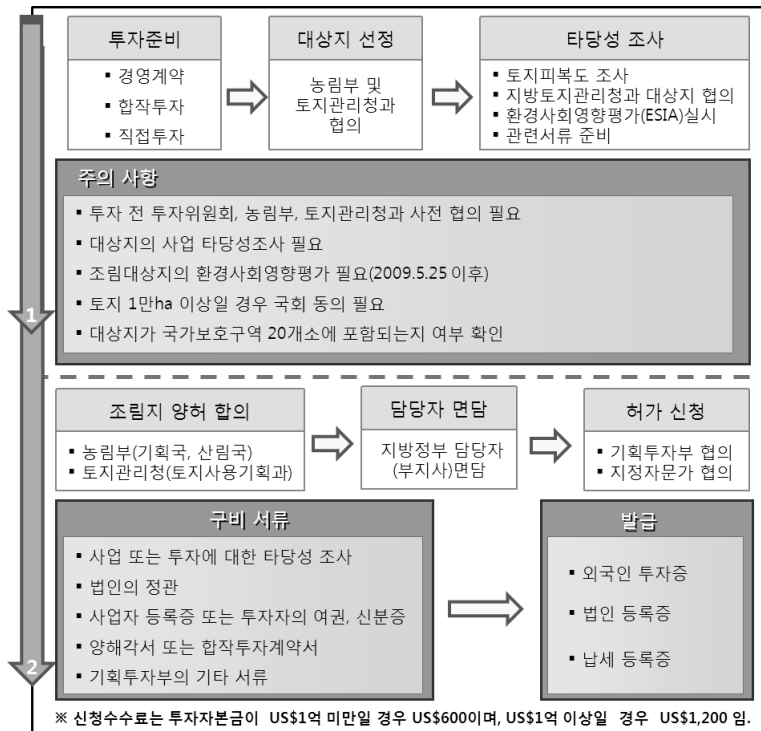 투자준비
▪ 경영계약
▪ 합작투자
▪ 직접투자
대상지 선정
농림부 및
토지관리청과
협의
타당성 조사
▪ 토지피복도 조사
▪ 지방토지관리청과 대상지 협의
▪ 환경사회영향평가(ESIA)실시
▪ 관련서류 준비
주의 사항
▪ 투자 전 투자위원회, 농림부, 토지관리청과 사전 협의 필요
▪ 대상지의 사업 타당성조사 필요
▪ 조림대상지의 환경사회영향평가 필요(2009.5.25 이후)
▪ 토지 1만ha 이상일 경우 국회 동의 필요
▪ 대상지가 국가보호구역 20개소에 포함되는지 여부 확인
1
조림지 양허 합의
▪ 농림부(기획국, 산림국)
▪ 토지관리청(토지사용기획과)
담당자 면담
지방정부 담당자
(부지사)면담
허가 신청
▪ 기획투자부 협의
▪ 지정자문가 협의
구비 서류
▪ 사업 또는 투자에 대한 타당성 조사
▪ 법인의 정관
▪ 사업자 등록증 또는 투자자의 여권, 신분증
▪ 양해각서 또는 합작투자계약서
▪ 기획투자부의 기타 서류
발급
▪ 외국인 투자증
▪ 법인 등록증
▪ 납세 등록증
2
※ 신청수수료는 투자자본금이 US$1억 미만일 경우 US$600이며, US$1억 이상일 경우 US$1,200 임.